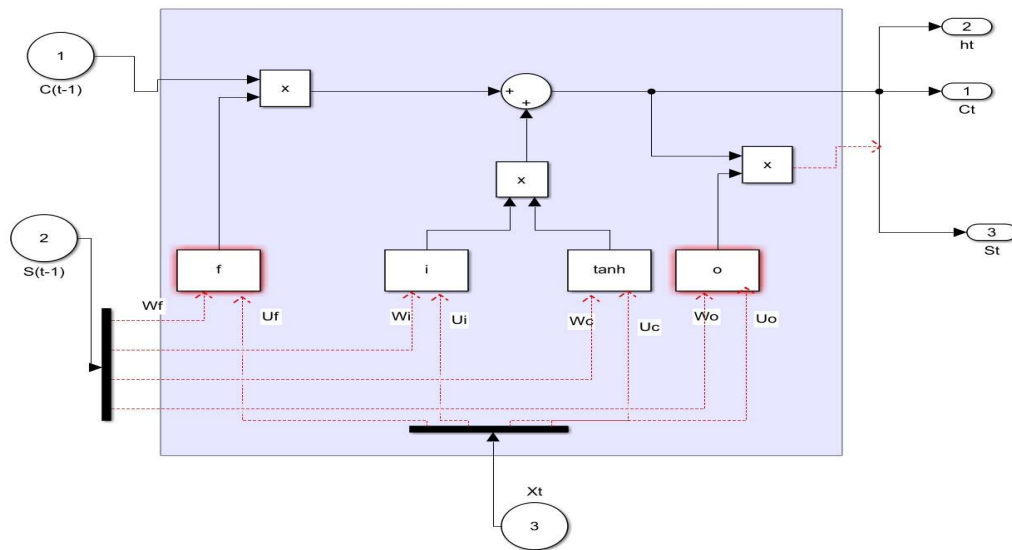 1
C(t-1)
x
+
+
2
ht
1
Ct
x
x
2
S(t-1)
3
St
f
i
tanh
o
Wf
Uf
Wi
Ui
Wc
Uc
Wo
Uo
Xt
3